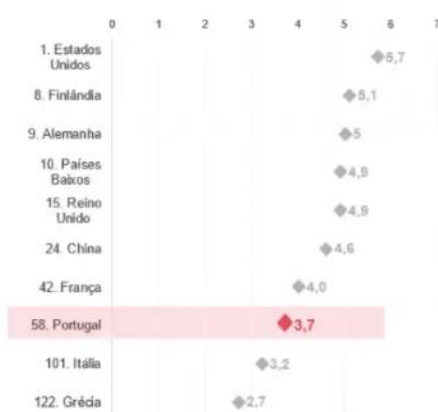 0 1 2 3 4 5 6 7
1. Estados
Unidos
5,7
8. Finlândia
5,1
9. Alemanha
5
10. Países
Baixos
4,9
15. Reino
Unido
4,9
24. China
4,6
42. França
4,0
58. Portugal
3,7
101. Itália
3,2
122. Grécia
2,7